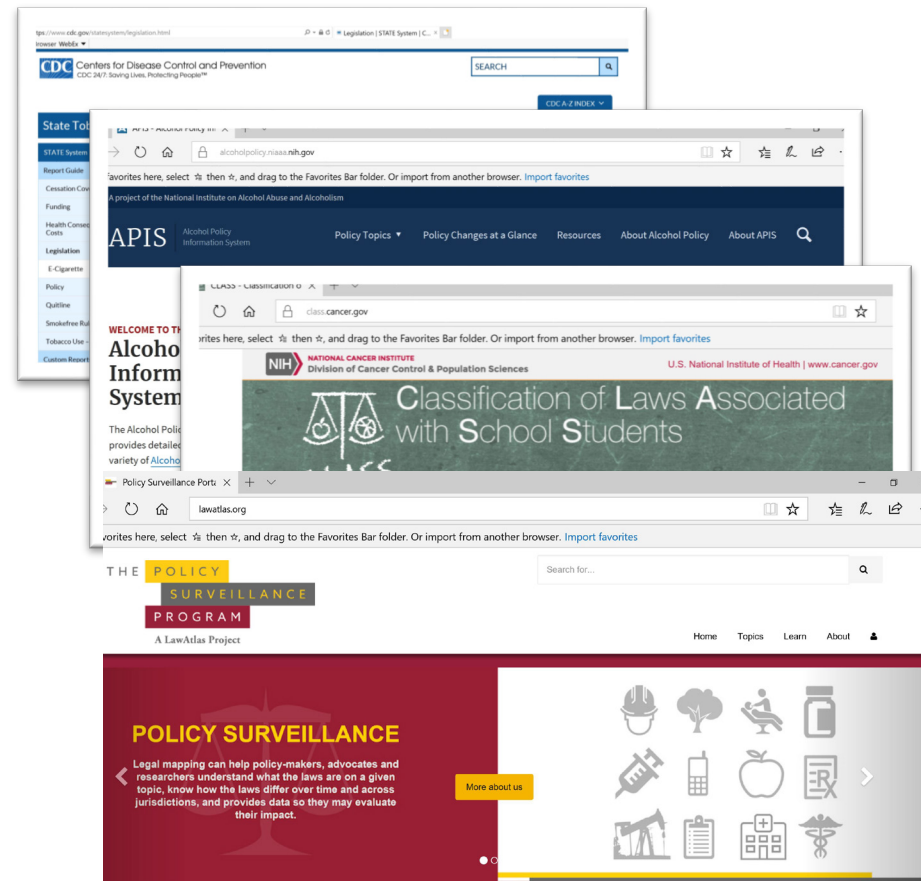 tps://www.cdc.gov/statesystem/legislation.html
Legislation | STATE System | C...
browser WebEx
CDC Centers for Disease Control and Prevention
CDC 24/7: Saving Lives, Protecting People™
SEARCH
CDC A-Z INDEX
State Tob
STATE System
Report Guide
Cessation Cov
Funding
Health Conseq
Costs
Legislation
E-Cigarette
Policy
Quitline
Smokefree Rul
Tobacco Use –
Custom Report
APIS - Alcohol Policy Inf
alcoholpolicy.niaaa.nih.gov
favorites here, select then ☆, and drag to the Favorites Bar folder. Or import from another browser. Import favorites
A project of the National Institute on Alcohol Abuse and Alcoholism
APIS
Alcohol Policy
Information System
Policy Topics Policy Changes at a Glance Resources About Alcohol Policy About APIS
WELCOME TO TH
Alcoho
Inform
System
The Alcohol Polic
provides detailed
variety of Alcoho
CLASS - Classification o
class.cancer.gov
orites here, select then ☆, and drag to the Favorites Bar folder. Or import from another browser. Import favorites
NIH NATIONAL CANCER INSTITUTE
Division of Cancer Control & Population Sciences
U.S. National Institute of Health | www.cancer.gov
Classification of Laws Associated
with School Students
CLASS
Policy Surveillance Porta
lawatlas.org
vorites here, select then ☆, and drag to the Favorites Bar folder. Or import from another browser. Import favorites
THE POLICY
SURVEILLANCE
PROGRAM
A LawAtlas Project
Search for...
Home Topics Learn About
POLICY SURVEILLANCE
Legal mapping can help policy-makers, advocates and
researchers understand what the laws are on a given
topic, know how the laws differ over time and across
jurisdictions, and provides data so they may evaluate
their impact.
More about us
Rx